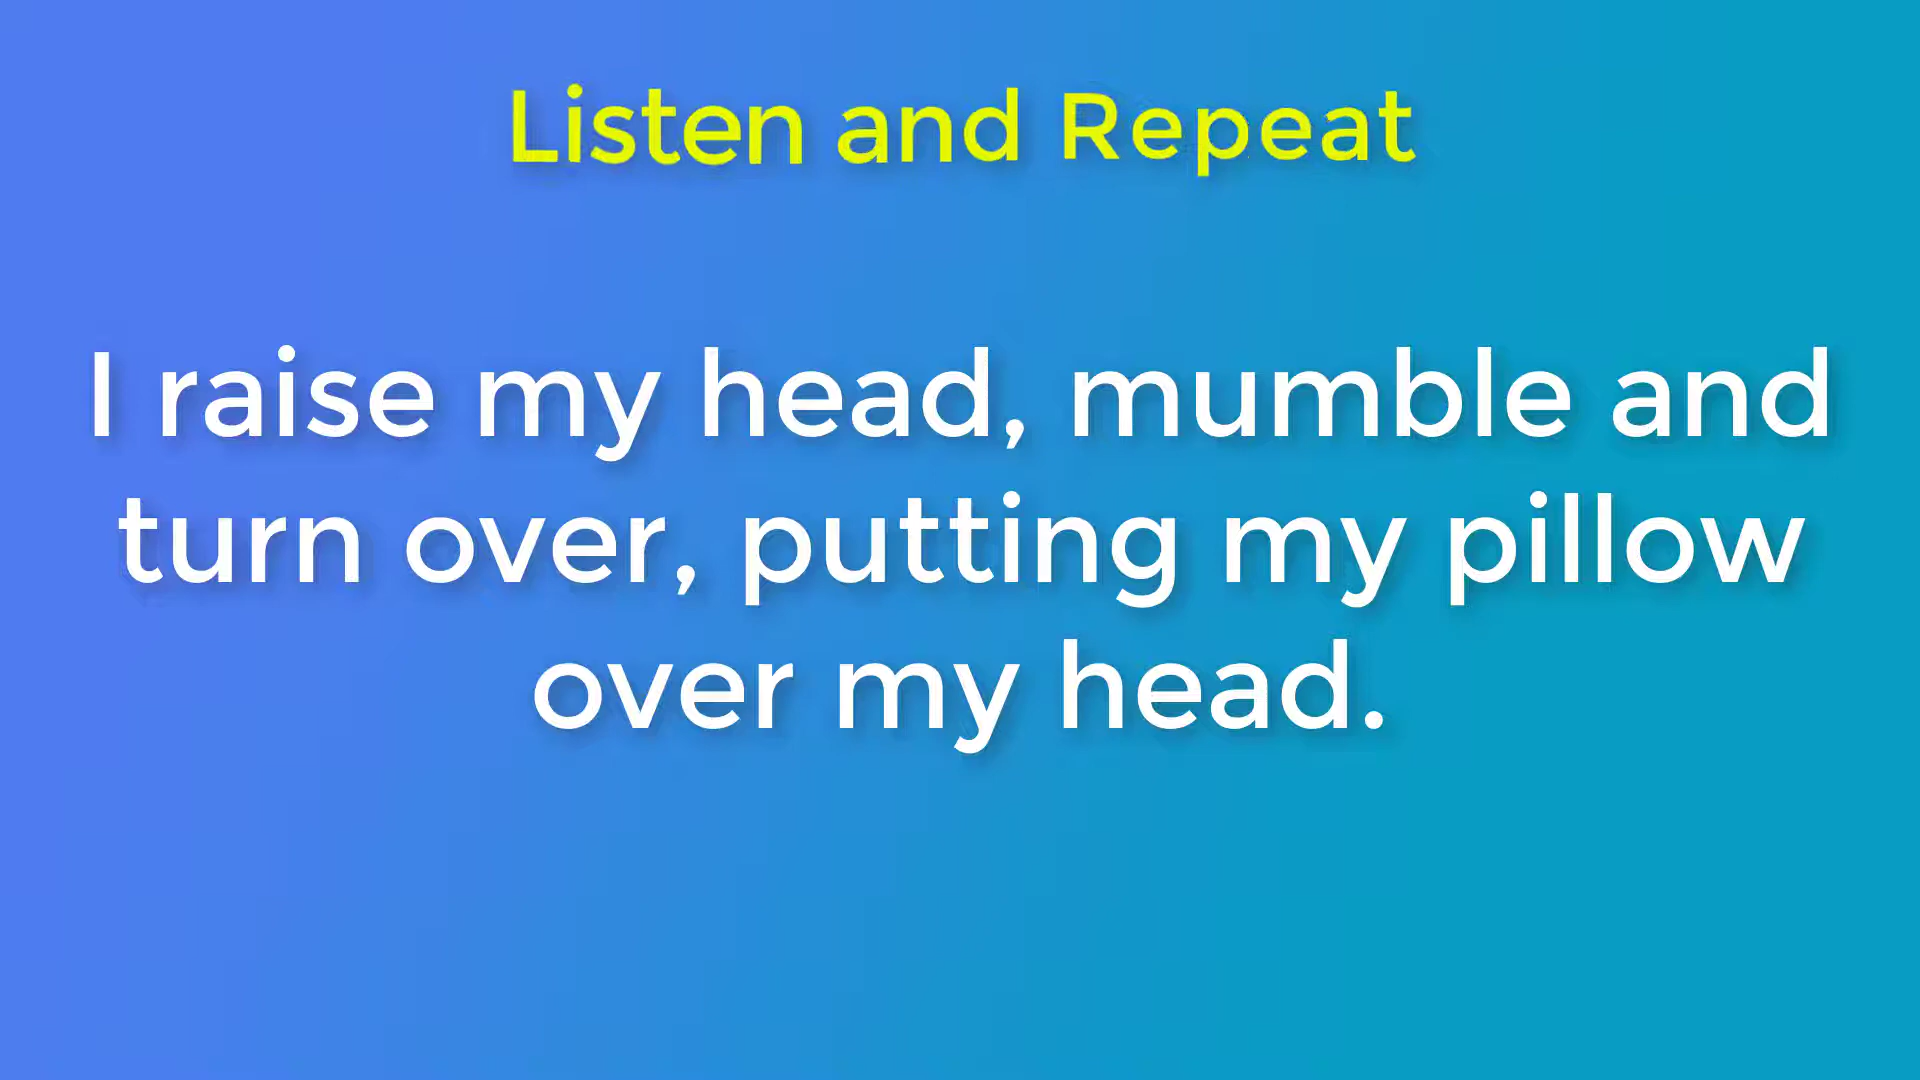 Listen and Repeat
I raise my head, mumble and
turn over, putting my pillow
over my head.